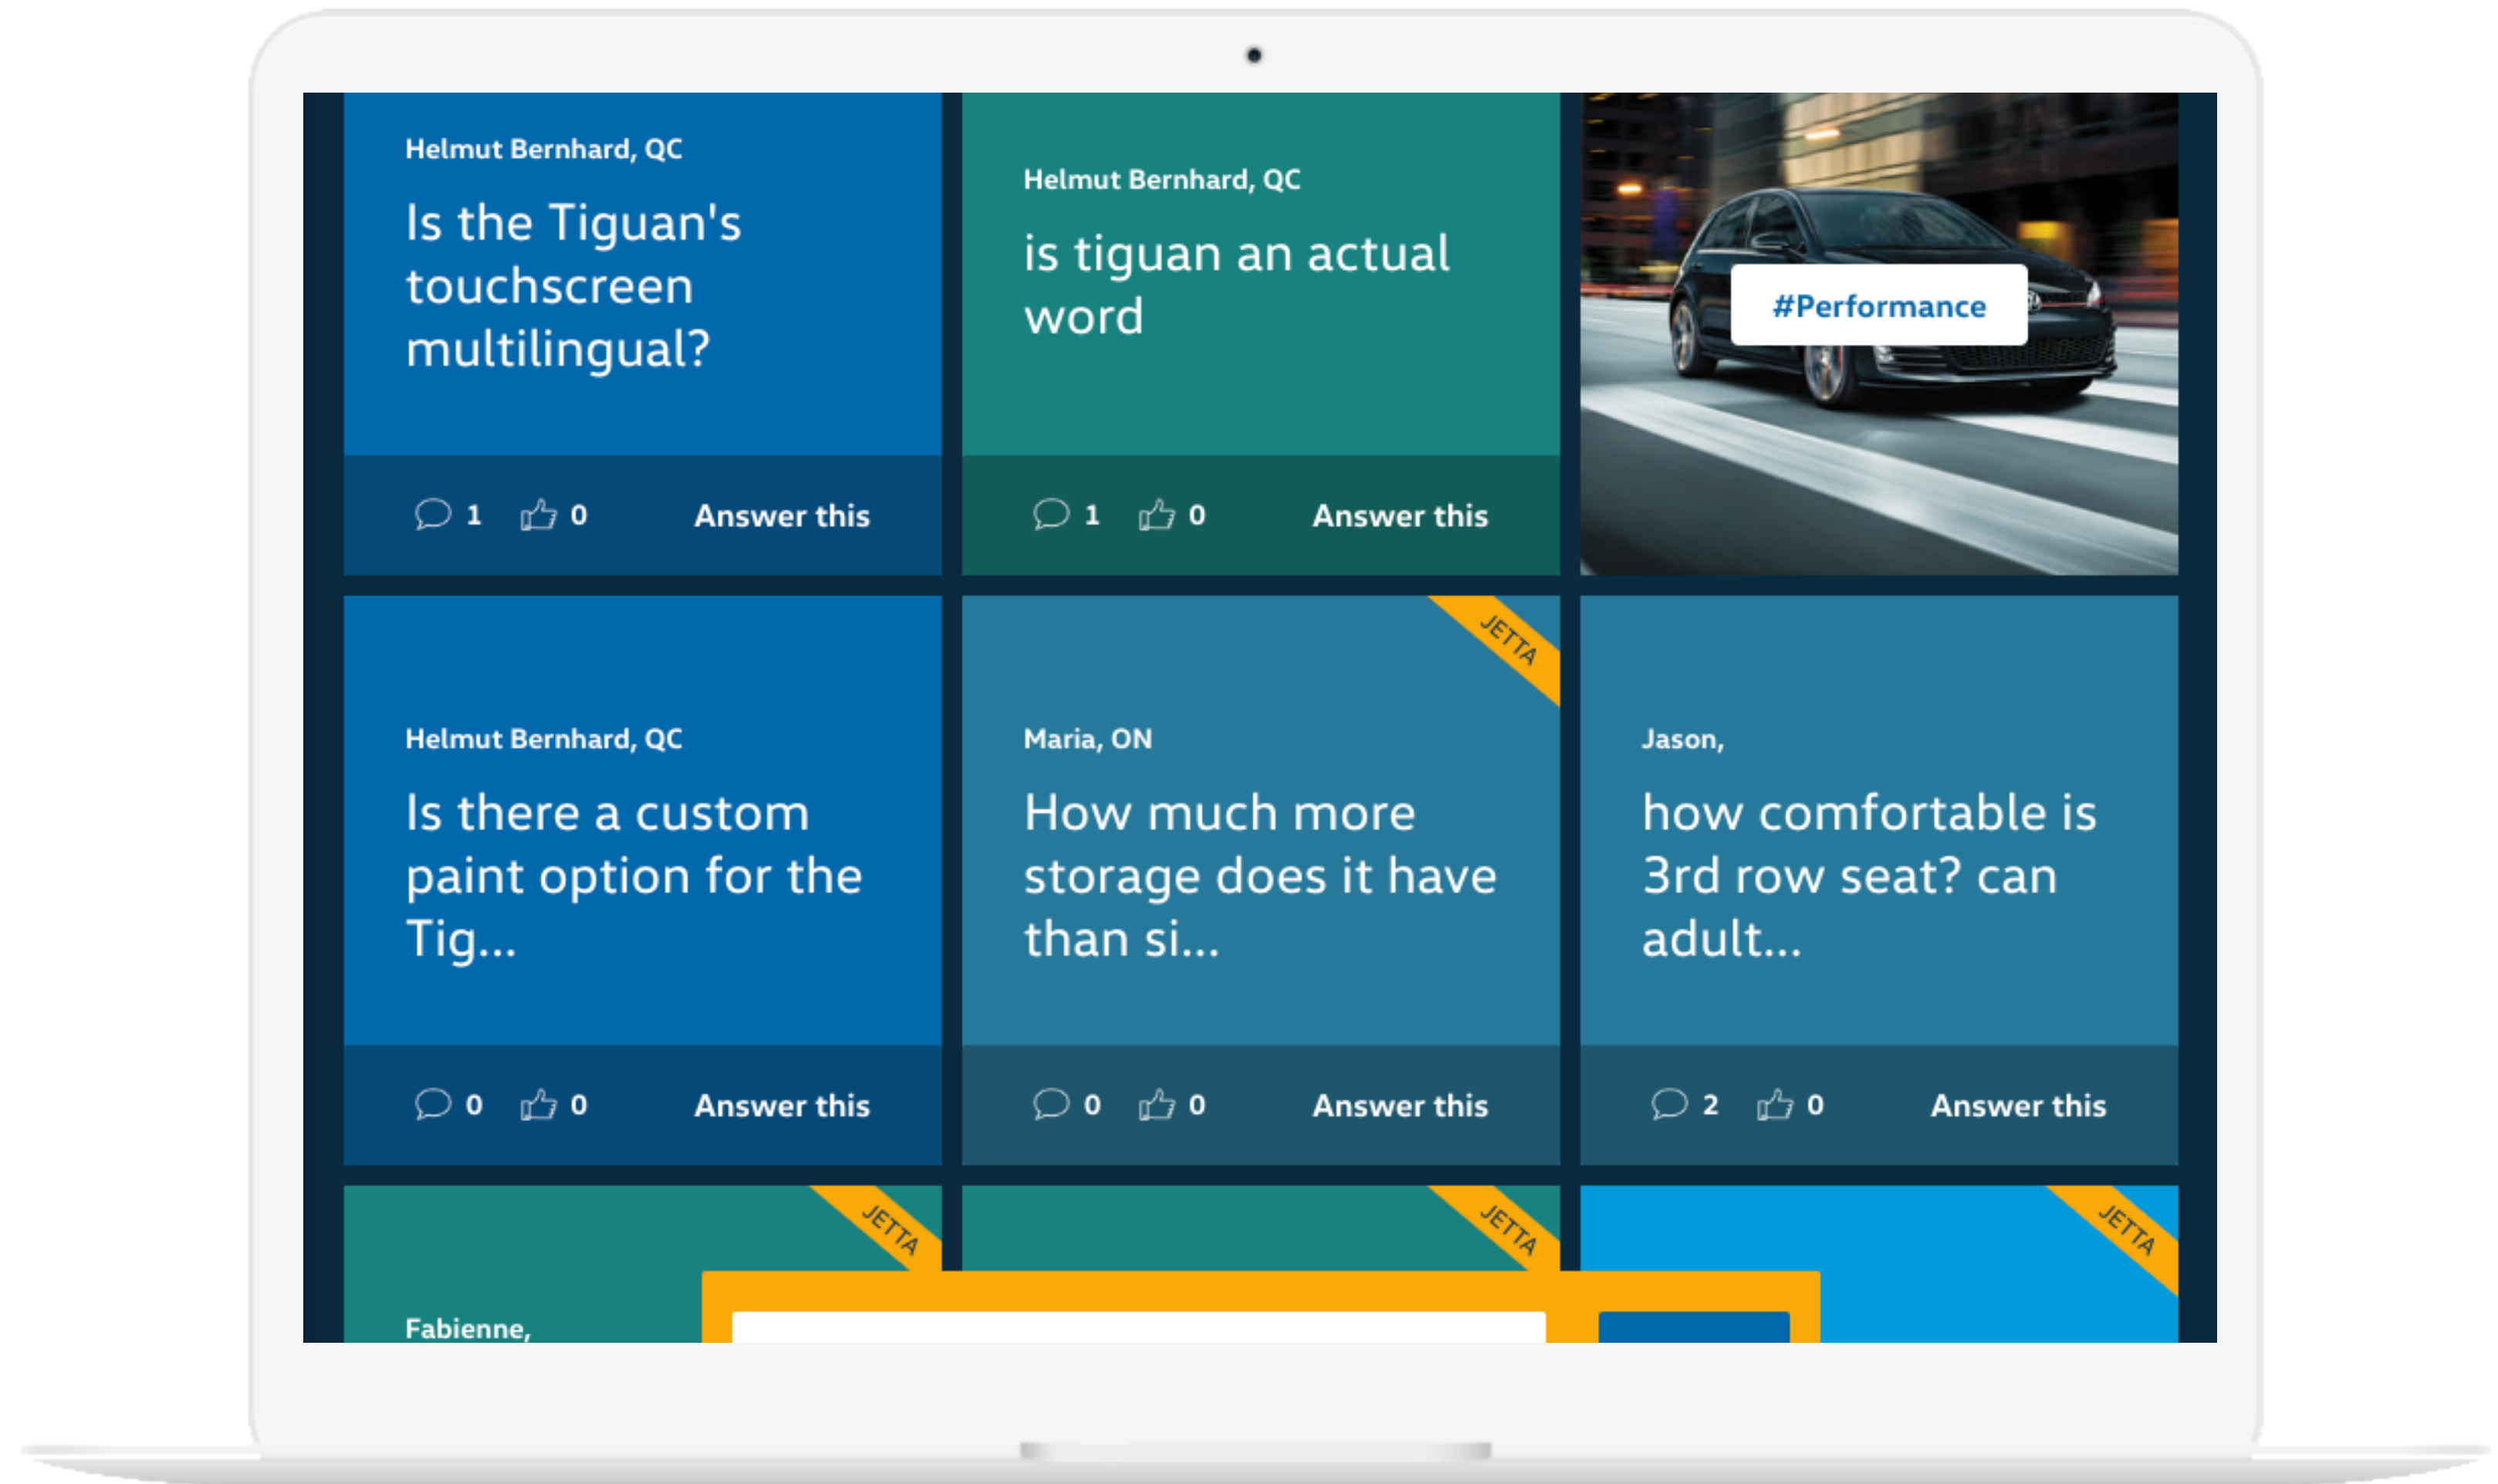 Helmut Bernhard, QC
Is the Tiguan's
touchscreen
multilingual?
1 0 Answer this
Helmut Bernhard, QC
is tiguan an actual
word
1 0 Answer this
#Performance
Helmut Bernhard, QC
Is there a custom
paint option for the
Tig...
0 0 Answer this
JETTA
Maria, ON
How much more
storage does it have
than si...
0 0 Answer this
Jason,
how comfortable is
3rd row seat? can
adult...
2 0 Answer this
JETTA
Fabienne,
JETTA
JETTA